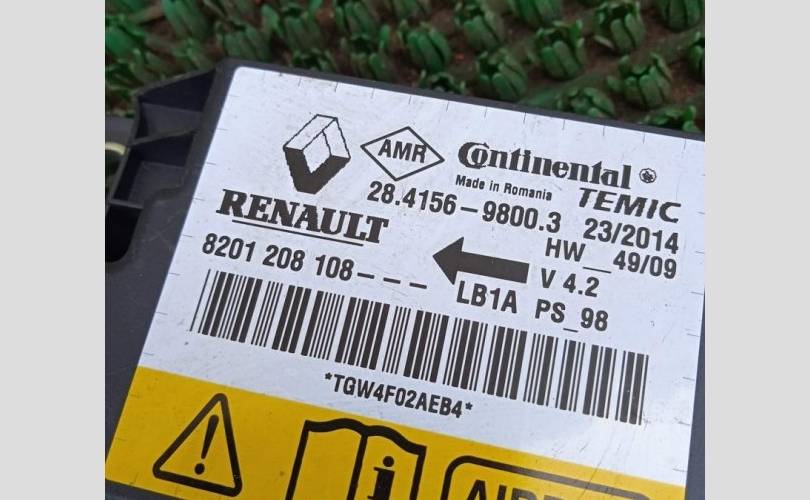 AMR
Continental
Made in Romania
TEMIC
RENAULT
28.4156-9800.3 23/2014
HW__49/09
8201 208 108---
V 4.2
LB1A PS_98
*TGW4F02AEB4*